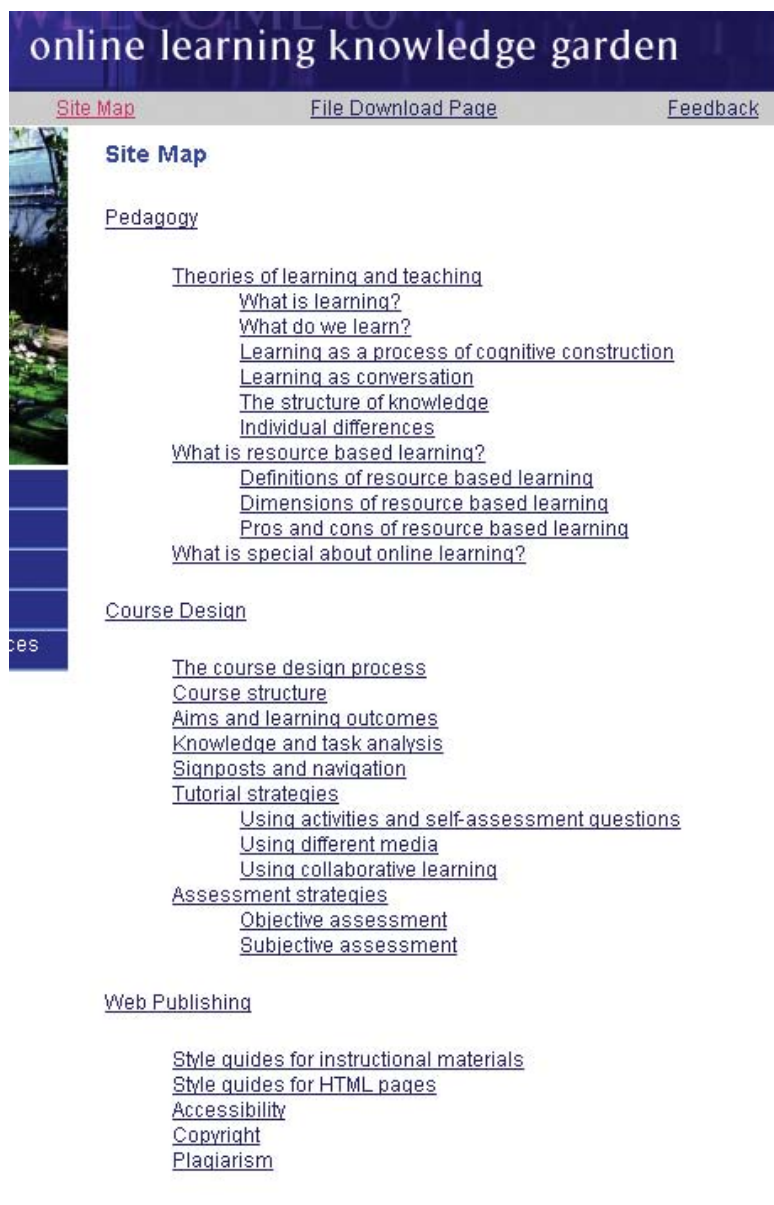 WELCOME to
online learning knowledge garden
Site Map File Download Page Feedback
Site Map
Pedagogy
Theories of learning and teaching
What is learning?
What do we learn?
Learning as a process of cognitive construction
Learning as conversation
The structure of knowledge
Individual differences
What is resource based learning?
Definitions of resource based learning
Dimensions of resource based learning
Pros and cons of resource based learning
What is special about online learning?
Course Design
ces
The course design process
Course structure
Aims and learning outcomes
Knowledge and task analysis
Signposts and navigation
Tutorial strategies
Using activities and self-assessment questions
Using different media
Using collaborative learning
Assessment strategies
Objective assessment
Subjective assessment
Web Publishing
Style guides for instructional materials
Style guides for HTML pages
Accessibility
Copyright
Plagiarism